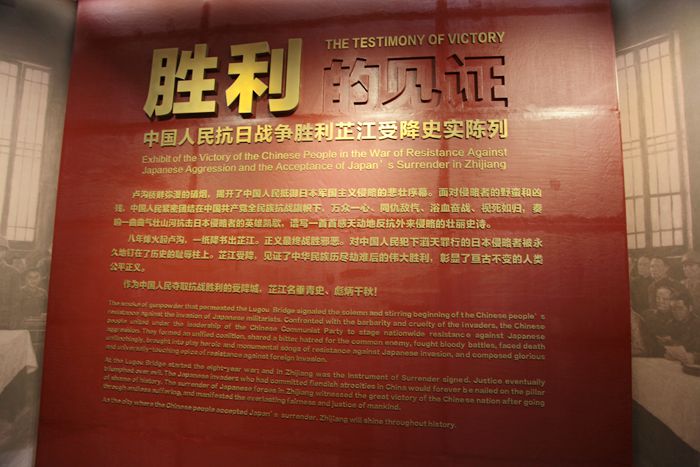 THE TESTIMONY OF VICTORY
胜利的见证
中国人民抗日战争胜利芷江受降史实陈列
Exhibit of the Victory of the Chinese People in the War of Resistance Against
Japanese Aggression and the Acceptance of Japan's Surrender in Zhijiang
卢沟桥畔弥漫的硝烟，揭开了中国人民抵御日本军国主义侵略的悲壮序幕。面对侵略者的野蛮和凶
残，中国人民紧密团结在中国共产党全民族抗战旗帜下，万众一心、同仇敌忾、浴血奋战、视死如归，奏
响一曲曲气壮山河抗击日本侵略者的英雄凯歌，谱写一首首感天动地反抗外来侵略的壮丽史诗。
八年烽火起卢沟，一纸降书出芷江。正义最终战胜邪恶。对中国人民犯下滔天罪行的日本侵略者被永
久地钉在了历史的耻辱柱上。芷江受降，见证了中华民族历尽劫难后的伟大胜利，彰显了亘古不变的人类
公平正义。
作为中国人民夺取抗战胜利的受降城，芷江名垂青史、彪炳千秋！
The smoke of gunpowder that permeated the Lugou Bridge signaled the solemn and stirring beginning of the Chinese people's
resistance against the invasion of Japanese militarists. Confronted with the barbarity and cruelty of the invaders, the Chinese
people united under the leadership of the Chinese Communist Party to stage nationwide resistance against Japanese
aggression. They formed an unified coalition, shared a bitter hatred for the common enemy, fought bloody battles, faced death
unflinchingly, brought into play heroic and monumental songs of resistance against Japanese invasion, and composed glorious
and universally-touching epics of resistance against foreign invasion.
At the Lugou Bridge started the eight-year war, and in Zhijiang was the Instrument of Surrender signed. Justice eventually
triumphed over evil. The Japanese invaders who had committed fiendish atrocities in China would forever be nailed on the pillar
of shame of history. The surrender of Japanese forces in Zhijiang witnessed the great victory of the Chinese nation after going
through endless suffering, and manifested the everlasting fairness and justice of mankind.
As the city where the Chinese people accepted Japan's surrender, Zhijiang will shine throughout history.